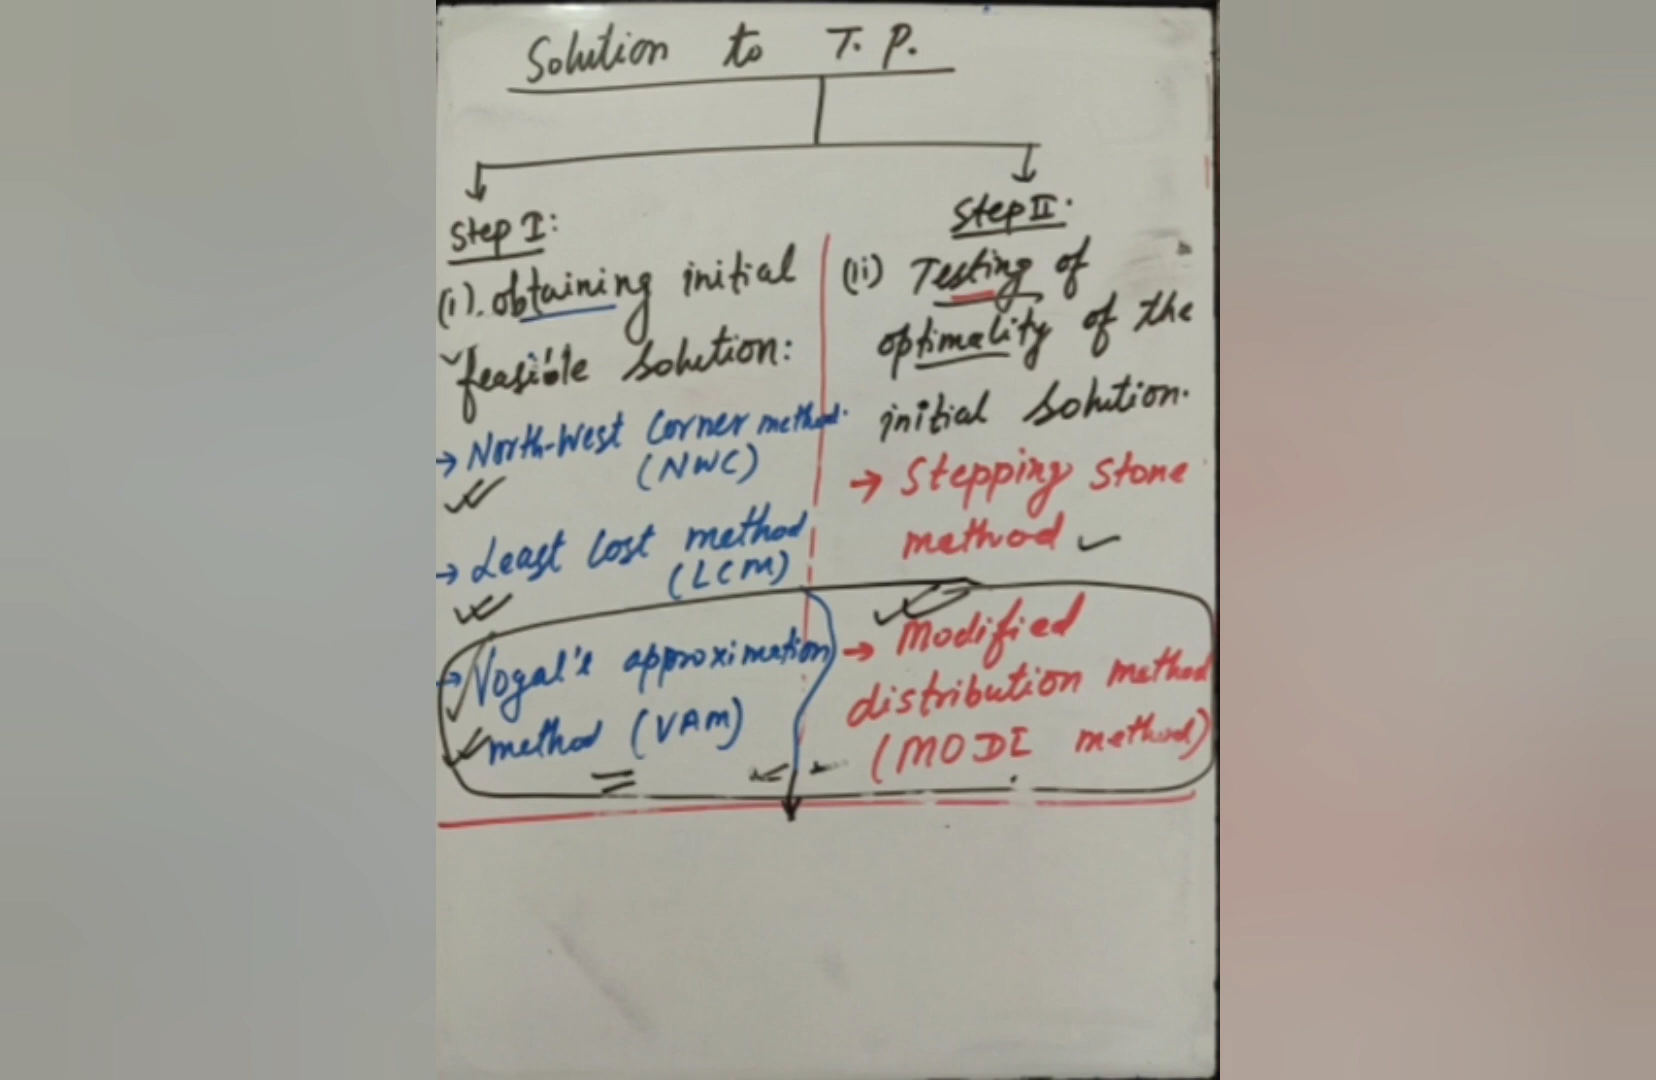 Solution to T. P.
Step I:
(i). obtaining initial
feasible solution:
→ North-West Corner method.
(NWC)
→ Least Cost method
(LCM)
→ Vogal's approximation
method (VAM)
Step II.
(ii) Testing of
optimality of the
initial solution.
→ Stepping Stone
method
→ Modified
distribution method
(MODI method)